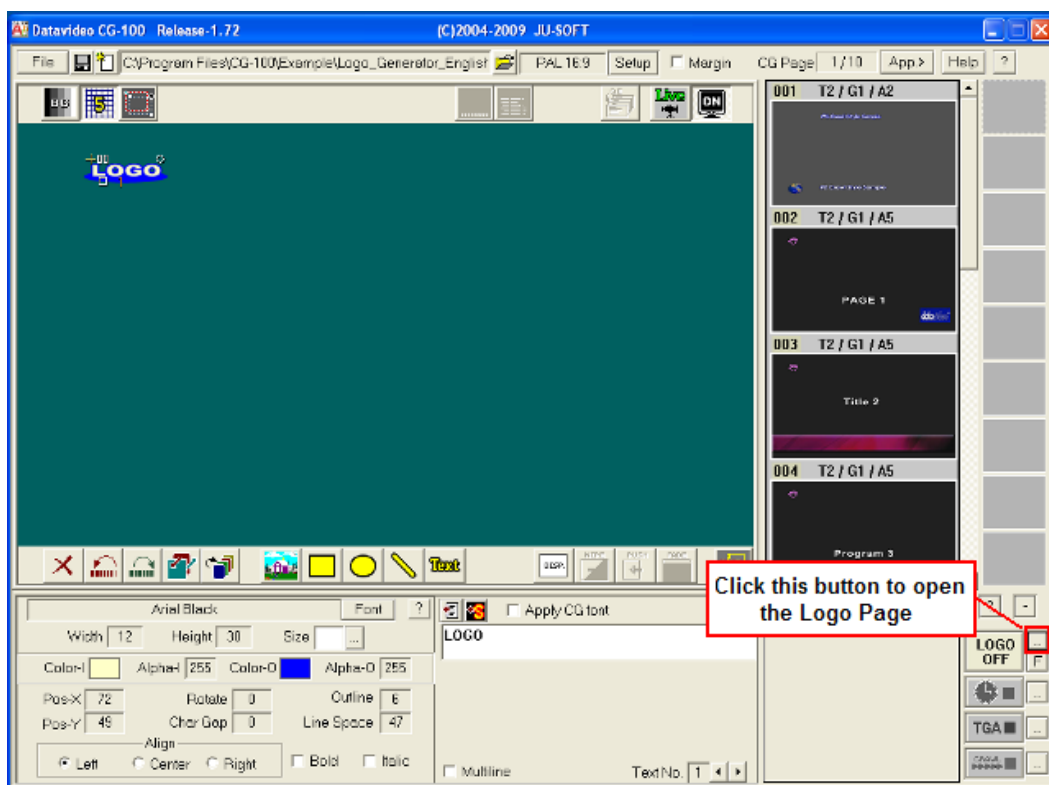 Datavideo CG-100 Release-1.72 (C)2004-2009 JU-SOFT
File C:\Program Files\CG-100\Example\Logo_Generator_English PAL 16:9 Setup Margin CG Page 1/10 App.> Help ?
5 Live ON
001 T2 / G1 / A2
LOGO
002 T2 / G1 / A5
PAGE 1
003 T2 / G1 / A5
Title 2
004 T2 / G1 / A5
Program 3
Text DISP.
Click this button to open
the Logo Page
? -
Arial Black Font ? Apply CG font
Width 12 Height 30 Size ... LOGO
LOGO
OFF
...
F
Color-I Alpha-I 255 Color-O Alpha-O 255
Pos-X 72 Rotate 0 Outline 6
Pos-Y 49 Char Gap 0 Line Space 47
TGA ...
Align
Left Center Right Bold Italic
Multiline Text No. 1